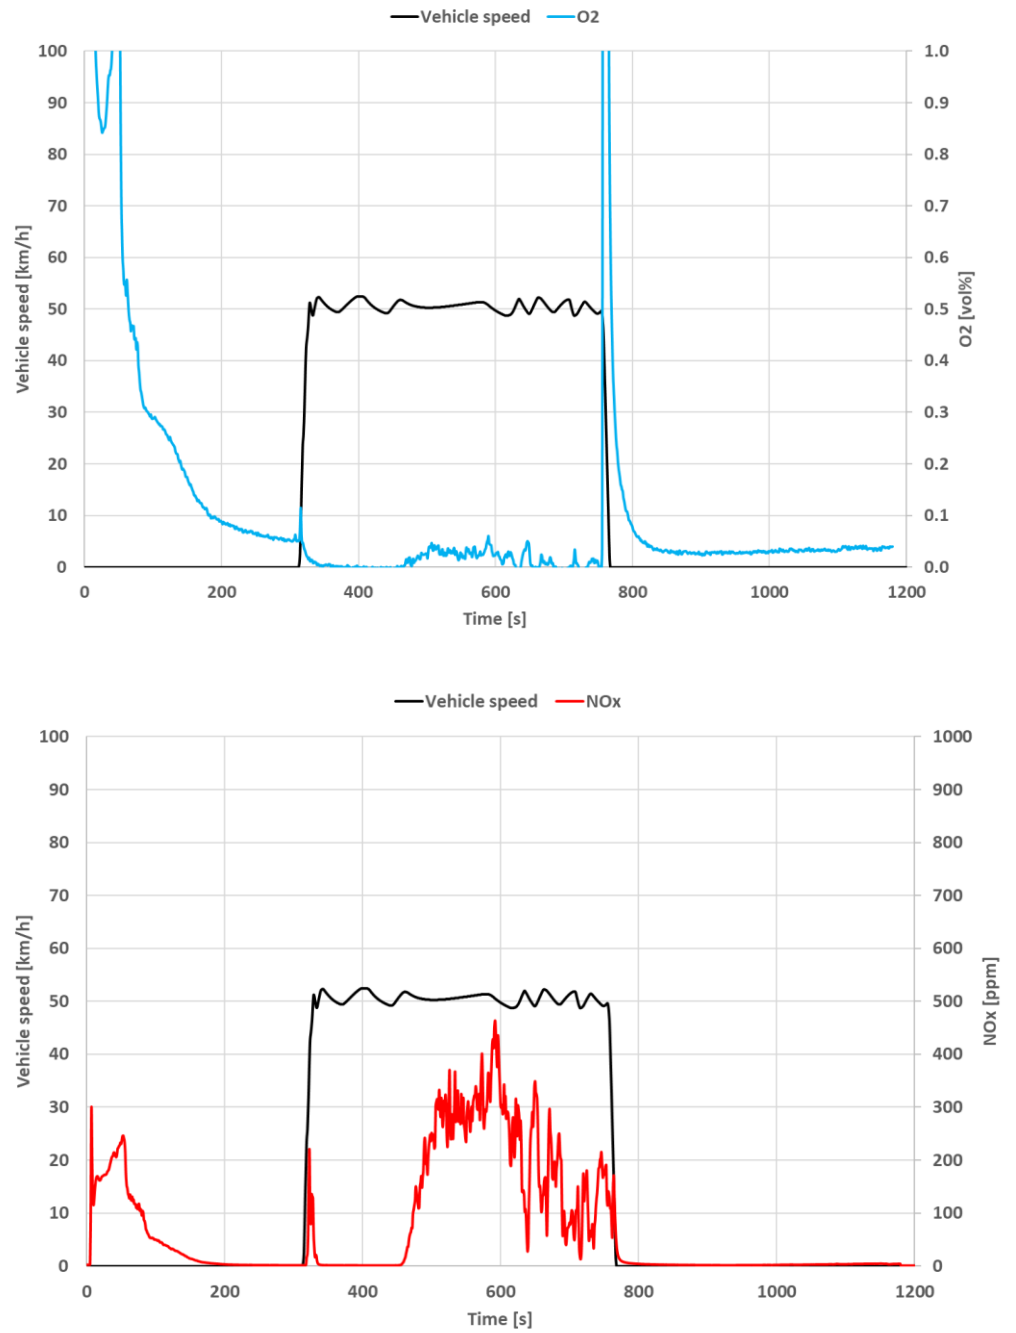 Vehicle speed O2
100 1.0
90 0.9
80 0.8
70 0.7
60 0.6
50 0.5
40 0.4
30 0.3
20 0.2
10 0.1
0 0.0
Vehicle speed [km/h]
O2 [vol%]
0 200 400 600 800 1000 1200
Time [s]
Vehicle speed NOx
100 1000
90 900
80 800
70 700
60 600
50 500
40 400
30 300
20 200
10 100
0 0
Vehicle speed [km/h]
NOx [ppm]
0 200 400 600 800 1000 1200
Time [s]